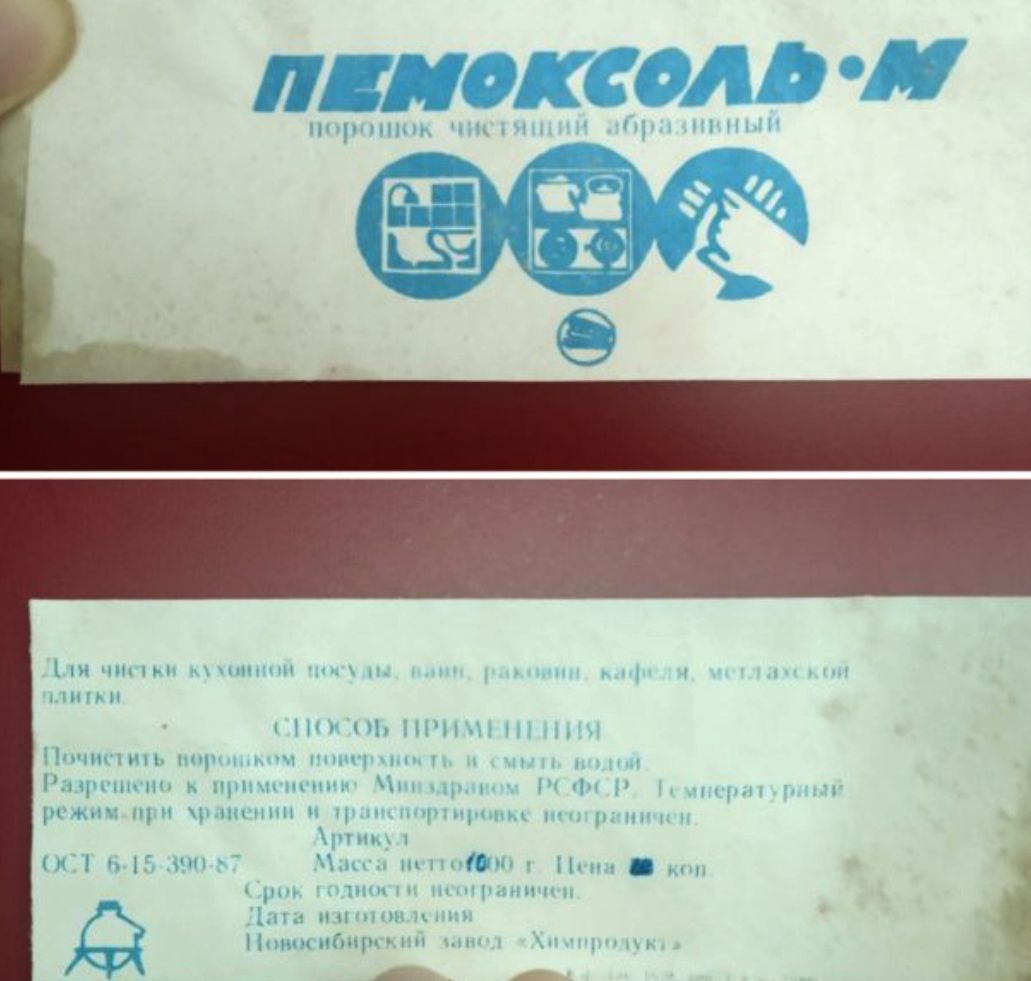 ПЕМОКСОЛЬ·М
порошок чистящий абразивный
Для чистки кухонной посуды, ванн, раковин, кафеля, метлахской
плитки.
СПОСОБ ПРИМЕНЕНИЯ
Почистить порошком поверхность и смыть водой.
Разрешено к применению Минздравом РСФСР. Температурный
режим при хранении и транспортировке неограничен.
Артикул
ОСТ 6-15-390-87 Масса нетто 1000 г. Цена коп.
Срок годности неограничен.
Дата изготовления
Новосибирский завод «Химпродукт»